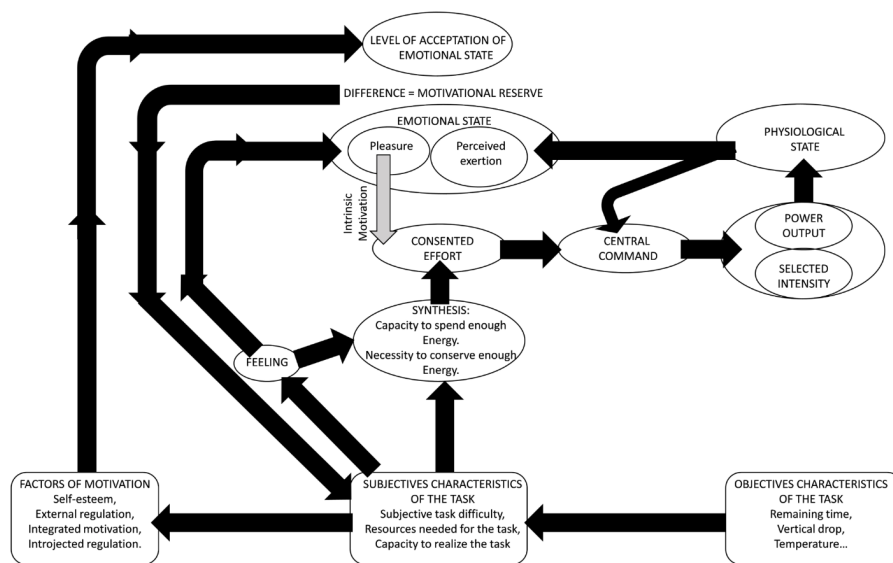 LEVEL OF ACCEPTATION OF
EMOTIONAL STATE
DIFFERENCE = MOTIVATIONAL RESERVE
EMOTIONAL STATE
Pleasure
Perceived
exertion
PHYSIOLOGICAL
STATE
Intrinsic
Motivation
CONSENTED
EFFORT
CENTRAL
COMMAND
POWER
OUTPUT
SELECTED
INTENSITY
SYNTHESIS:
Capacity to spend enough
Energy.
Necessity to conserve enough
Energy.
FEELING
FACTORS OF MOTIVATION
Self-esteem,
External regulation,
Integrated motivation,
Introjected regulation.
SUBJECTIVES CHARACTERISTICS
OF THE TASK
Subjective task difficulty,
Resources needed for the task,
Capacity to realize the task
OBJECTIVES CHARACTERISTICS
OF THE TASK
Remaining time,
Vertical drop,
Temperature...